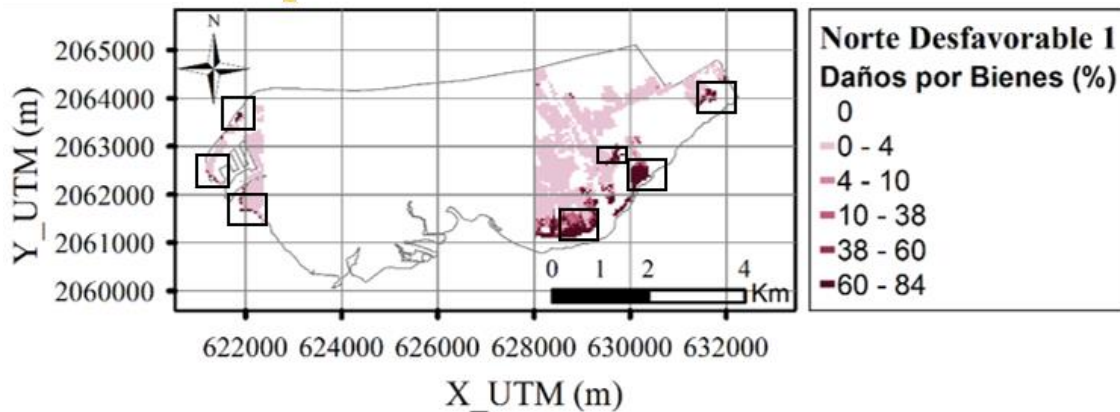 N
2065000
2064000
2063000
2062000
2061000
2060000
Y_UTM (m)
0 1 2 4
Km
622000 624000 626000 628000 630000 632000
X_UTM (m)
Norte Desfavorable 1
Daños por Bienes (%)
0
0 - 4
4 - 10
10 - 38
38 - 60
60 - 84